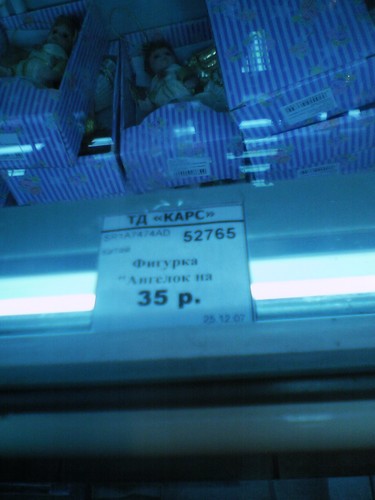 ТД «КАРС»
52765
Фигурка
"Ангелок на
35 р.
25.12.07